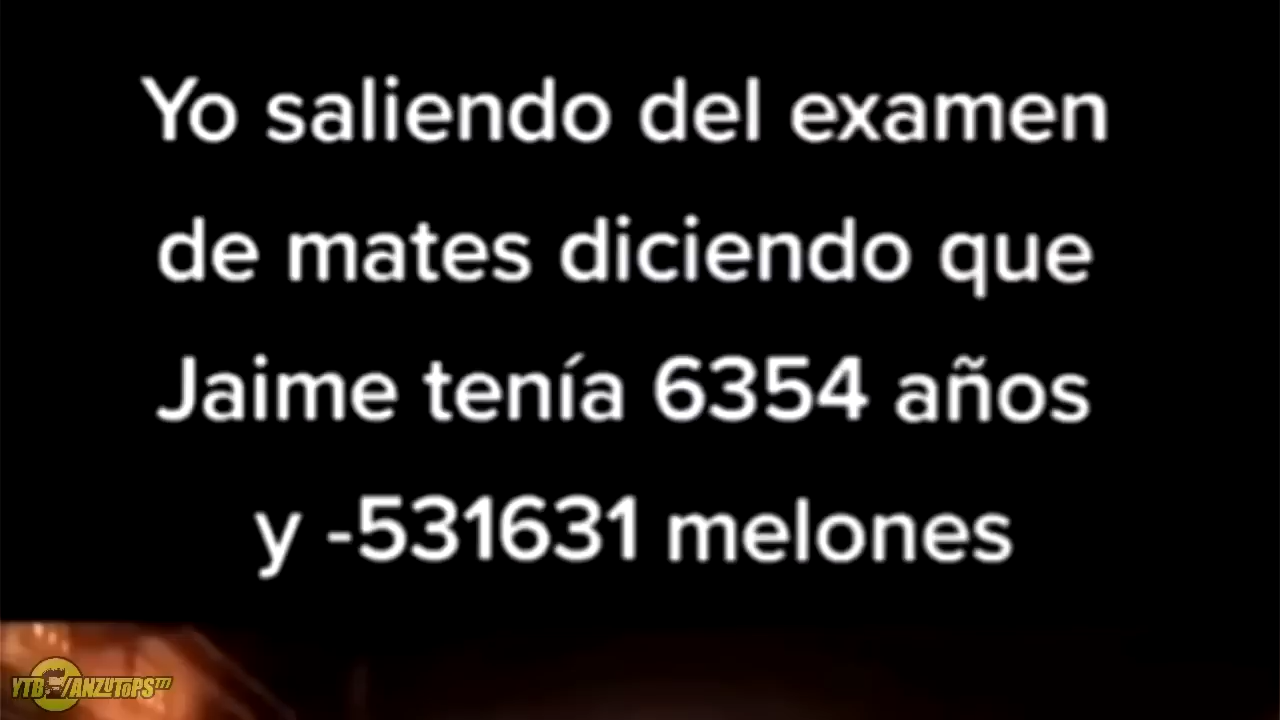 Yo saliendo del examen
de mates diciendo que
Jaime tenía 6354 años
y -531631 melones